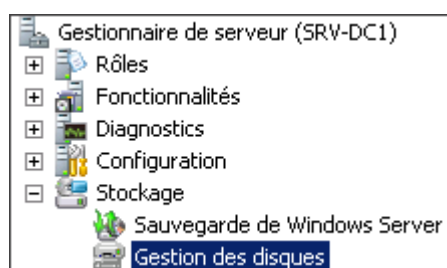 Gestionnaire de serveur (SRV-DC1)
Rôles
Fonctionnalités
Diagnostics
Configuration
Stockage
Sauvegarde de Windows Server
Gestion des disques